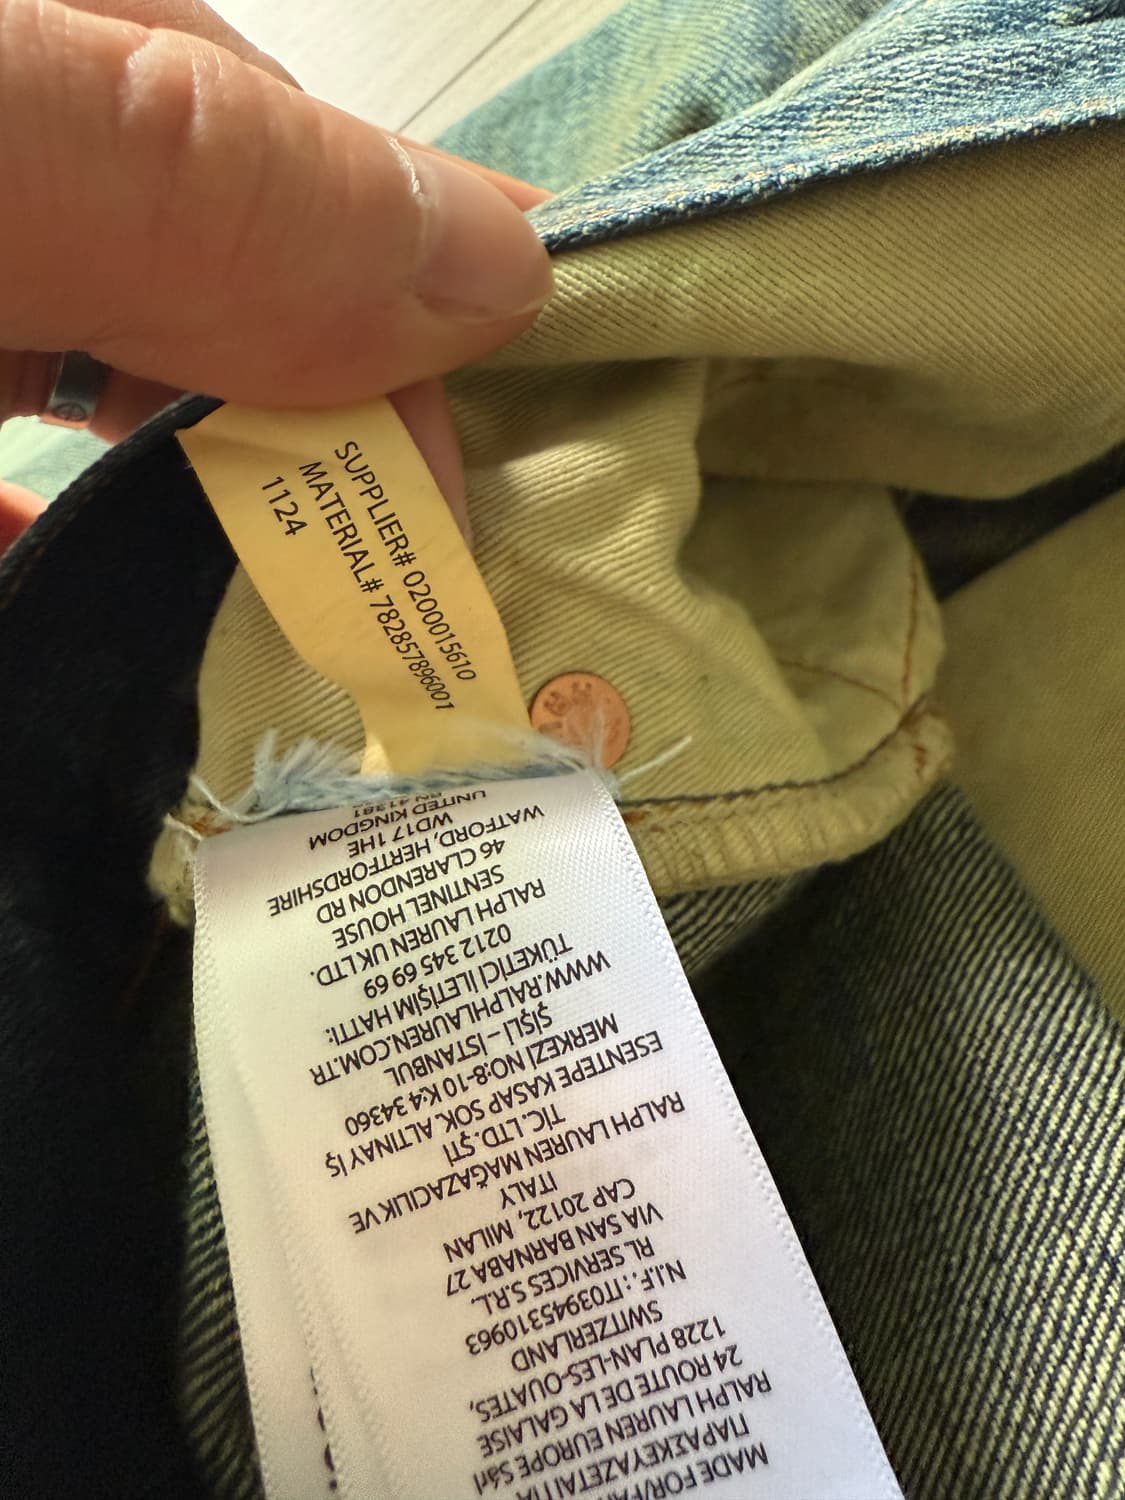 SUPPLIER# 0200015610
MATERIAL# 782857896001
1124
MADE FOR/
ΠΑΡΑΣΚΕΥΑΖΕΤΑΙ ΓΙΑ
RALPH LAUREN EUROPE Sàrl
24 ROUTE DE LA GALAISE
1228 PLAN-LES-OUATES,
SWITZERLAND
N.I.F. : IT03945310963
RL SERVICES S.R.L.
VIA SAN BARNABA 27
CAP 20122, MILAN
ITALY
RALPH LAUREN MAĞAZACILIK VE
TİC. LTD. ŞTİ
ESENTEPE KASAP SOK. ALTINAY İŞ
MERKEZİ NO:8-10 K:4 34360
ŞİŞLİ – İSTANBUL
WWW.RALPHLAUREN.COM.TR
TÜKETİCİ İLETİŞİM HATTI:
0212 345 69 69
RALPH LAUREN UK LTD.
SENTINEL HOUSE
46 CLARENDON RD
WATFORD, HERTFORDSHIRE
WD17 1HE
UNITED KINGDOM
RN 41381